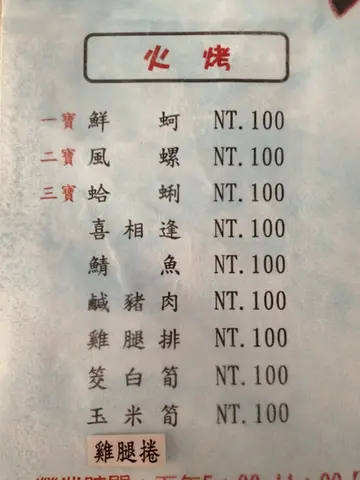 火烤
一寶 鮮蚵 NT.100
二寶 風螺 NT.100
三寶 蛤蜊 NT.100
喜相逢 NT.100
鯖魚 NT.100
鹹豬肉 NT.100
雞腿排 NT.100
筊白筍 NT.100
玉米筍 NT.100
雞腿捲